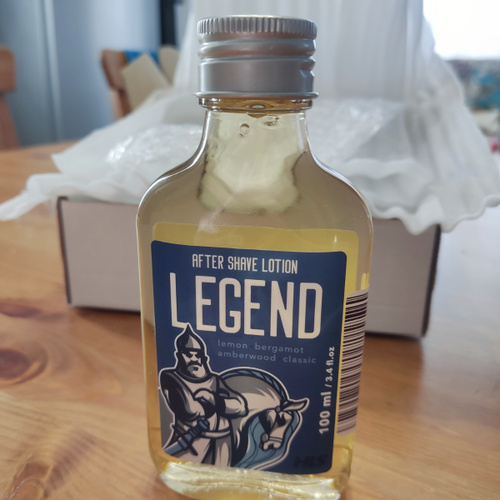 AFTER SHAVE LOTION
LEGEND
lemon bergamot
amberwood classic
100 ml / 3.4 fl.oz